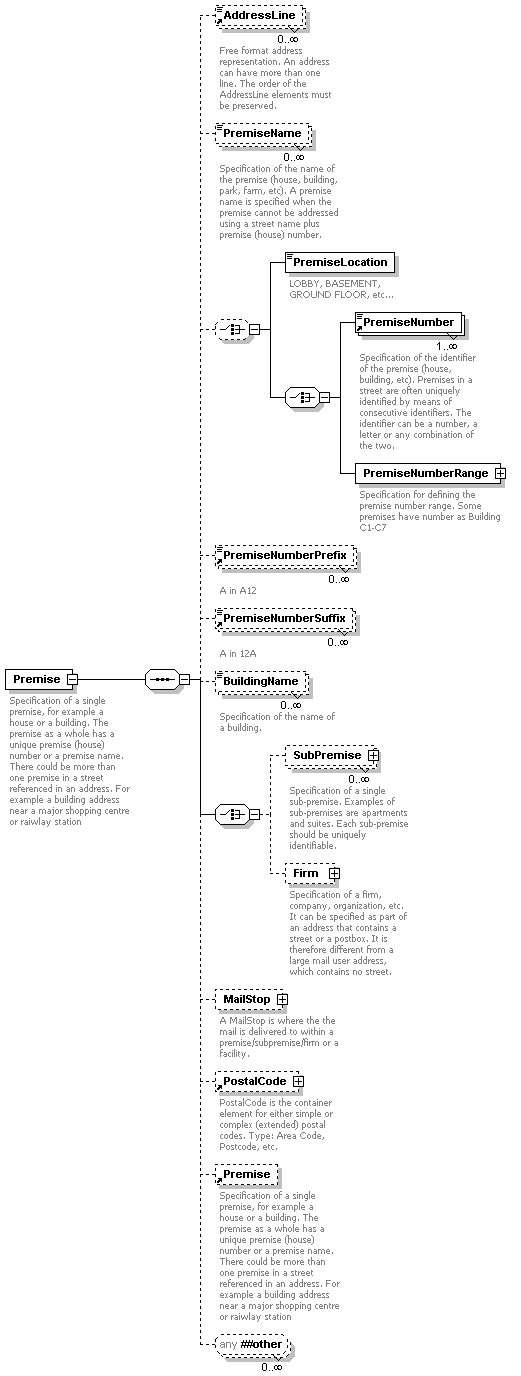 AddressLine
0..∞
Free format address
representation. An address
can have more than one
line. The order of the
AddressLine elements must
be preserved.
PremiseName
0..∞
Specification of the name of
the premise (house, building,
park, farm, etc). A premise
name is specified when the
premise cannot be addressed
using a street name plus
premise (house) number.
PremiseLocation
LOBBY, BASEMENT,
GROUND FLOOR, etc...
PremiseNumber
1..∞
Specification of the identifier
of the premise (house,
building, etc). Premises in a
street are often uniquely
identified by means of
consecutive identifiers. The
identifier can be a number, a
letter or any combination of
the two.
PremiseNumberRange
Specification for defining the
premise number range. Some
premises have number as Building
C1-C7
PremiseNumberPrefix
0..∞
A in A12
PremiseNumberSuffix
0..∞
A in 12A
Premise
Specification of a single
premise, for example a
house or a building. The
premise as a whole has a
unique premise (house)
number or a premise name.
There could be more than
one premise in a street
referenced in an address. For
example a building address
near a major shopping centre
or raiwlay station
BuildingName
0..∞
Specification of the name of
a building.
SubPremise
0..∞
Specification of a single
sub-premise. Examples of
sub-premises are apartments
and suites. Each sub-premise
should be uniquely
identifiable.
Firm
Specification of a firm,
company, organization, etc.
It can be specified as part of
an address that contains a
street or a postbox. It is
therefore different from a
large mail user address,
which contains no street.
MailStop
A MailStop is where the the
mail is delivered to within a
premise/subpremise/firm or a
facility.
PostalCode
PostalCode is the container
element for either simple or
complex (extended) postal
codes. Type: Area Code,
Postcode, etc.
Premise
Specification of a single
premise, for example a
house or a building. The
premise as a whole has a
unique premise (house)
number or a premise name.
There could be more than
one premise in a street
referenced in an address. For
example a building address
near a major shopping centre
or raiwlay station
any ##other
0..∞